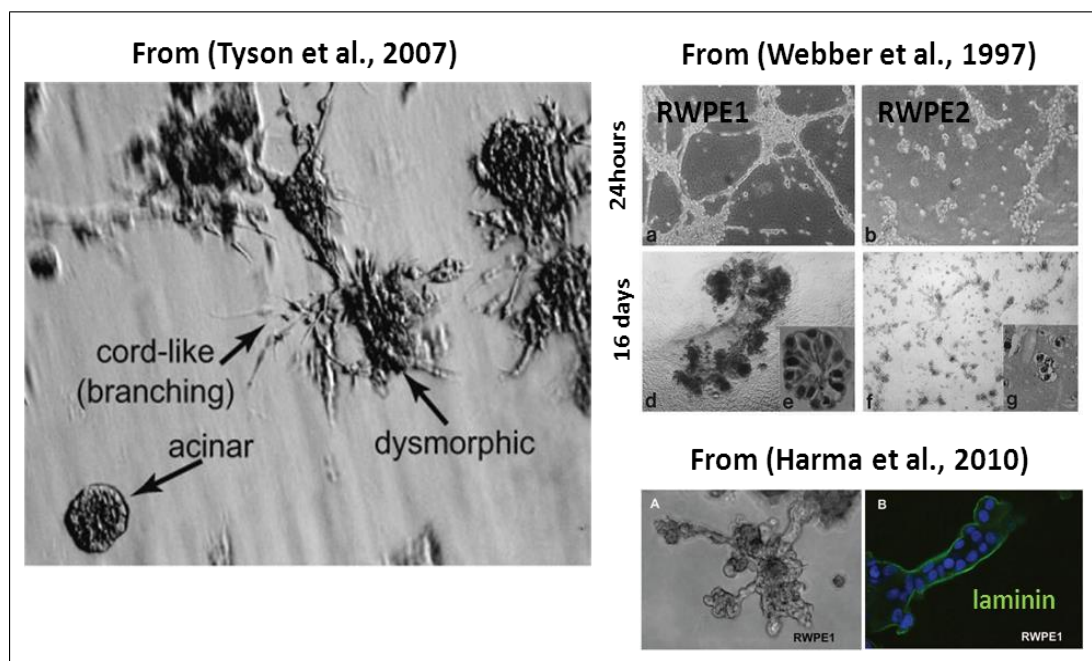 From (Tyson et al., 2007)
cord-like
(branching)
acinar
dysmorphic
From (Webber et al., 1997)
24hours
RWPE1
RWPE2
a
b
16 days
d
e
f
g
From (Harma et al., 2010)
A
RWPE1
B
laminin
RWPE1